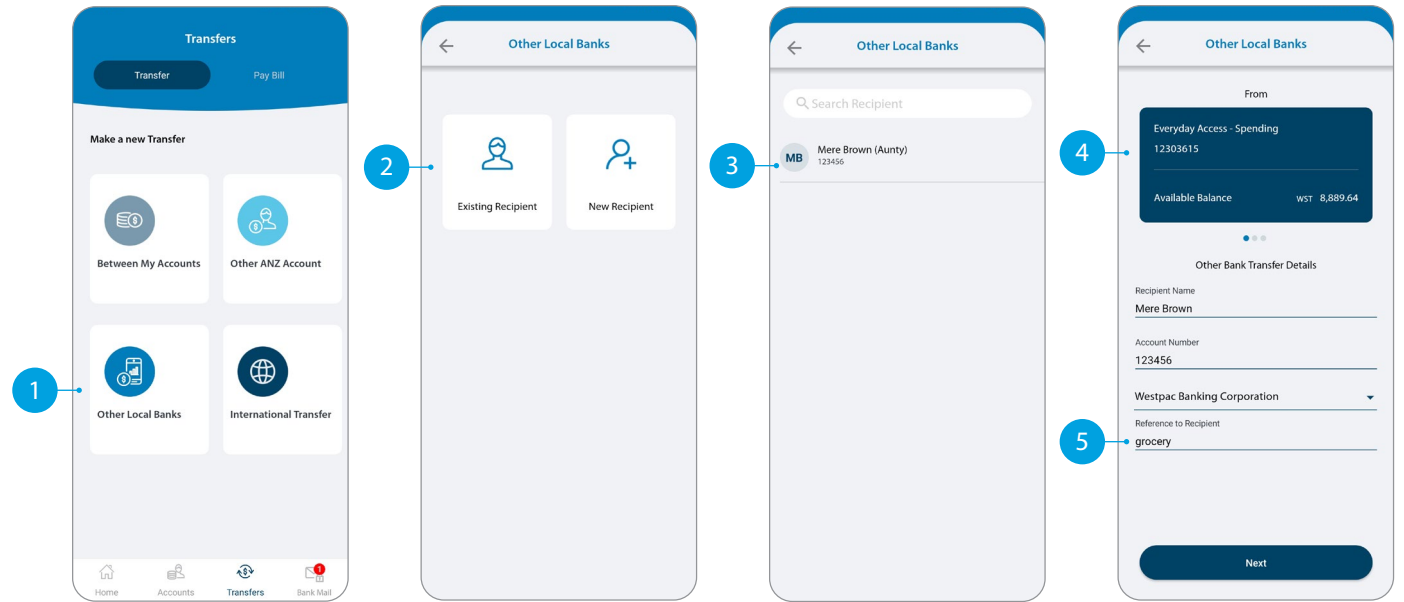 Transfers
Transfer
Pay Bill
Make a new Transfer
Between My Accounts
Other ANZ Account
1
Other Local Banks
International Transfer
Home
Accounts
Transfers
1
Bank Mail
Other Local Banks
2
Existing Recipient
New Recipient
Other Local Banks
Search Recipient
3
MB
Mere Brown (Aunty)
123456
Other Local Banks
From
4
Everyday Access - Spending
12303615
Available Balance WST 8,889.64
Other Bank Transfer Details
Recipient Name
Mere Brown
Account Number
123456
Westpac Banking Corporation
Reference to Recipient
5
grocery
Next